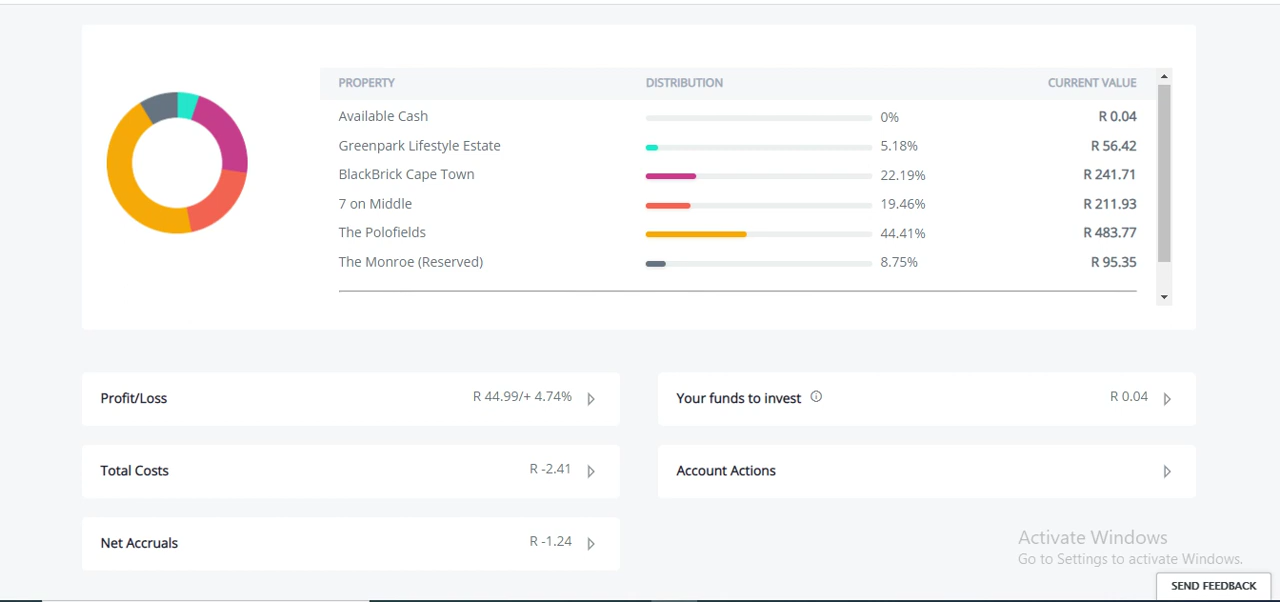 PROPERTY DISTRIBUTION CURRENT VALUE
Available Cash 0% R 0.04
Greenpark Lifestyle Estate 5.18% R 56.42
BlackBrick Cape Town 22.19% R 241.71
7 on Middle 19.46% R 211.93
The Polofields 44.41% R 483.77
The Monroe (Reserved) 8.75% R 95.35
Profit/Loss R 44.99/+ 4.74%
Your funds to invest R 0.04
Total Costs R -2.41
Account Actions
Net Accruals R -1.24
Activate Windows
Go to Settings to activate Windows.
SEND FEEDBACK